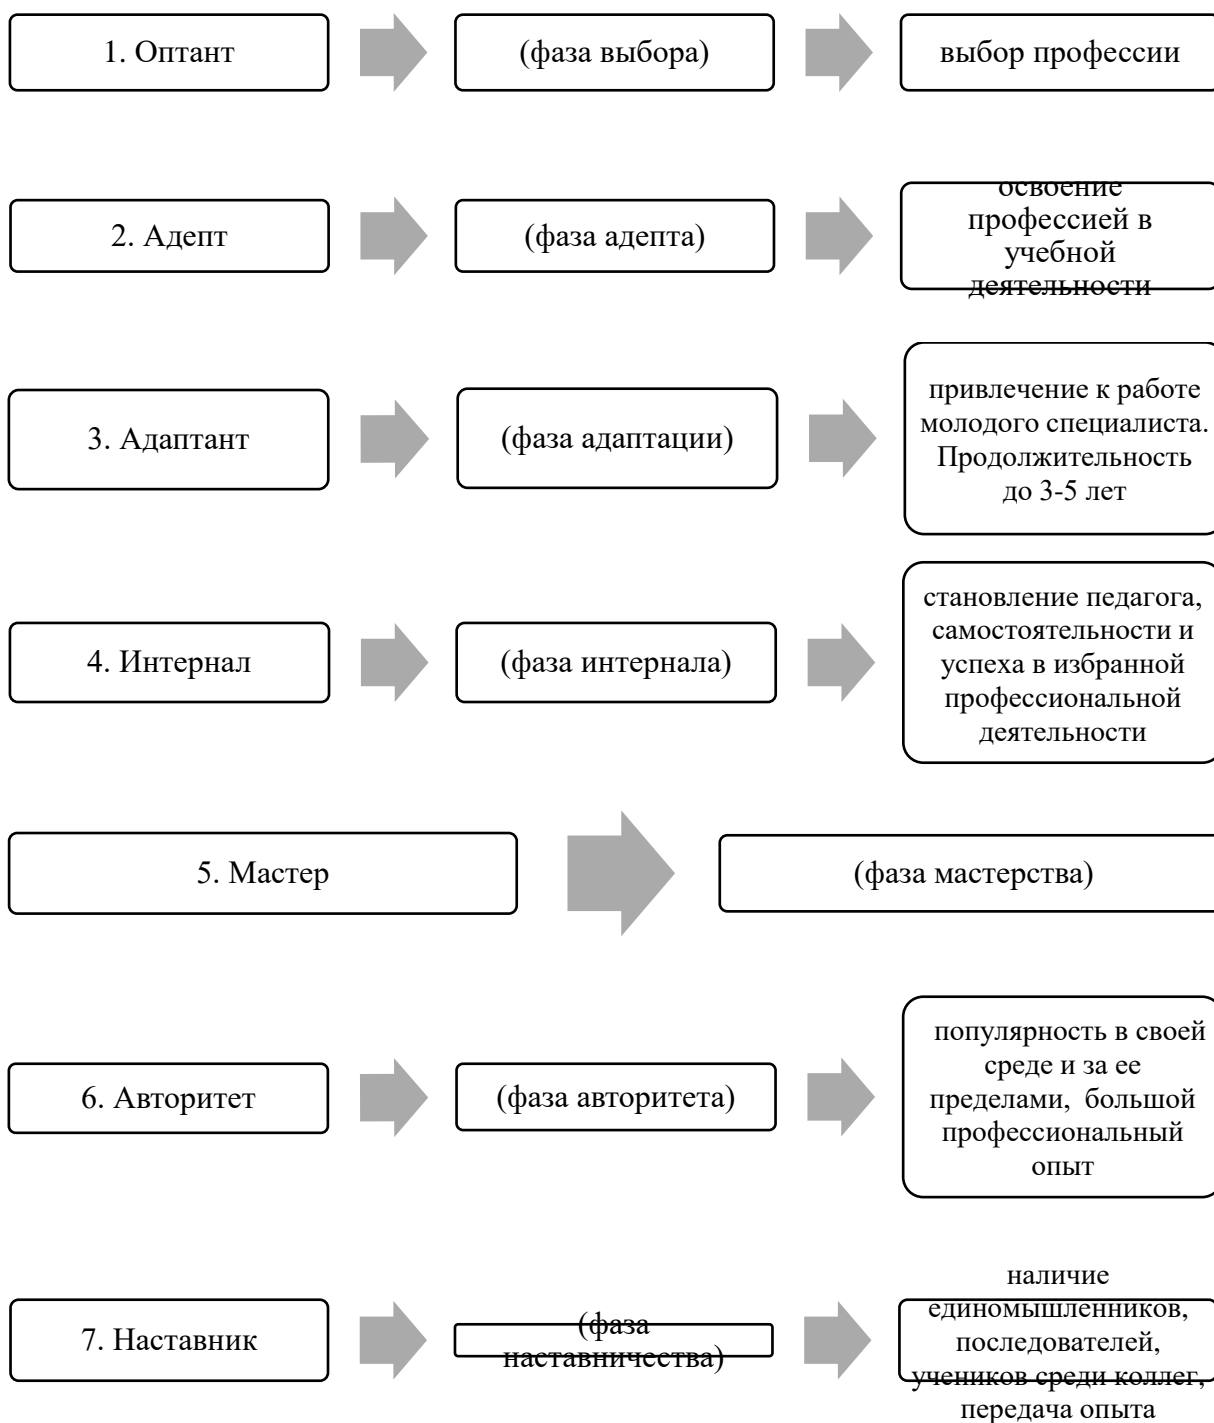 1. Оптант
(фаза выбора)
выбор профессии
2. Адепт
(фаза адепта)
освоение
профессией в
учебной
деятельности
3. Адаптант
(фаза адаптации)
привлечение к работе
молодого специалиста.
Продолжительность
до 3-5 лет
4. Интернал
(фаза интернала)
становление педагога,
самостоятельности и
успеха в избранной
профессиональной
деятельности
5. Мастер
(фаза мастерства)
6. Авторитет
(фаза авторитета)
популярность в своей
среде и за ее
пределами, большой
профессиональный
опыт
7. Наставник
(фаза
наставничества)
наличие
единомышленников,
последователей,
учеников среди коллег,
передача опыта